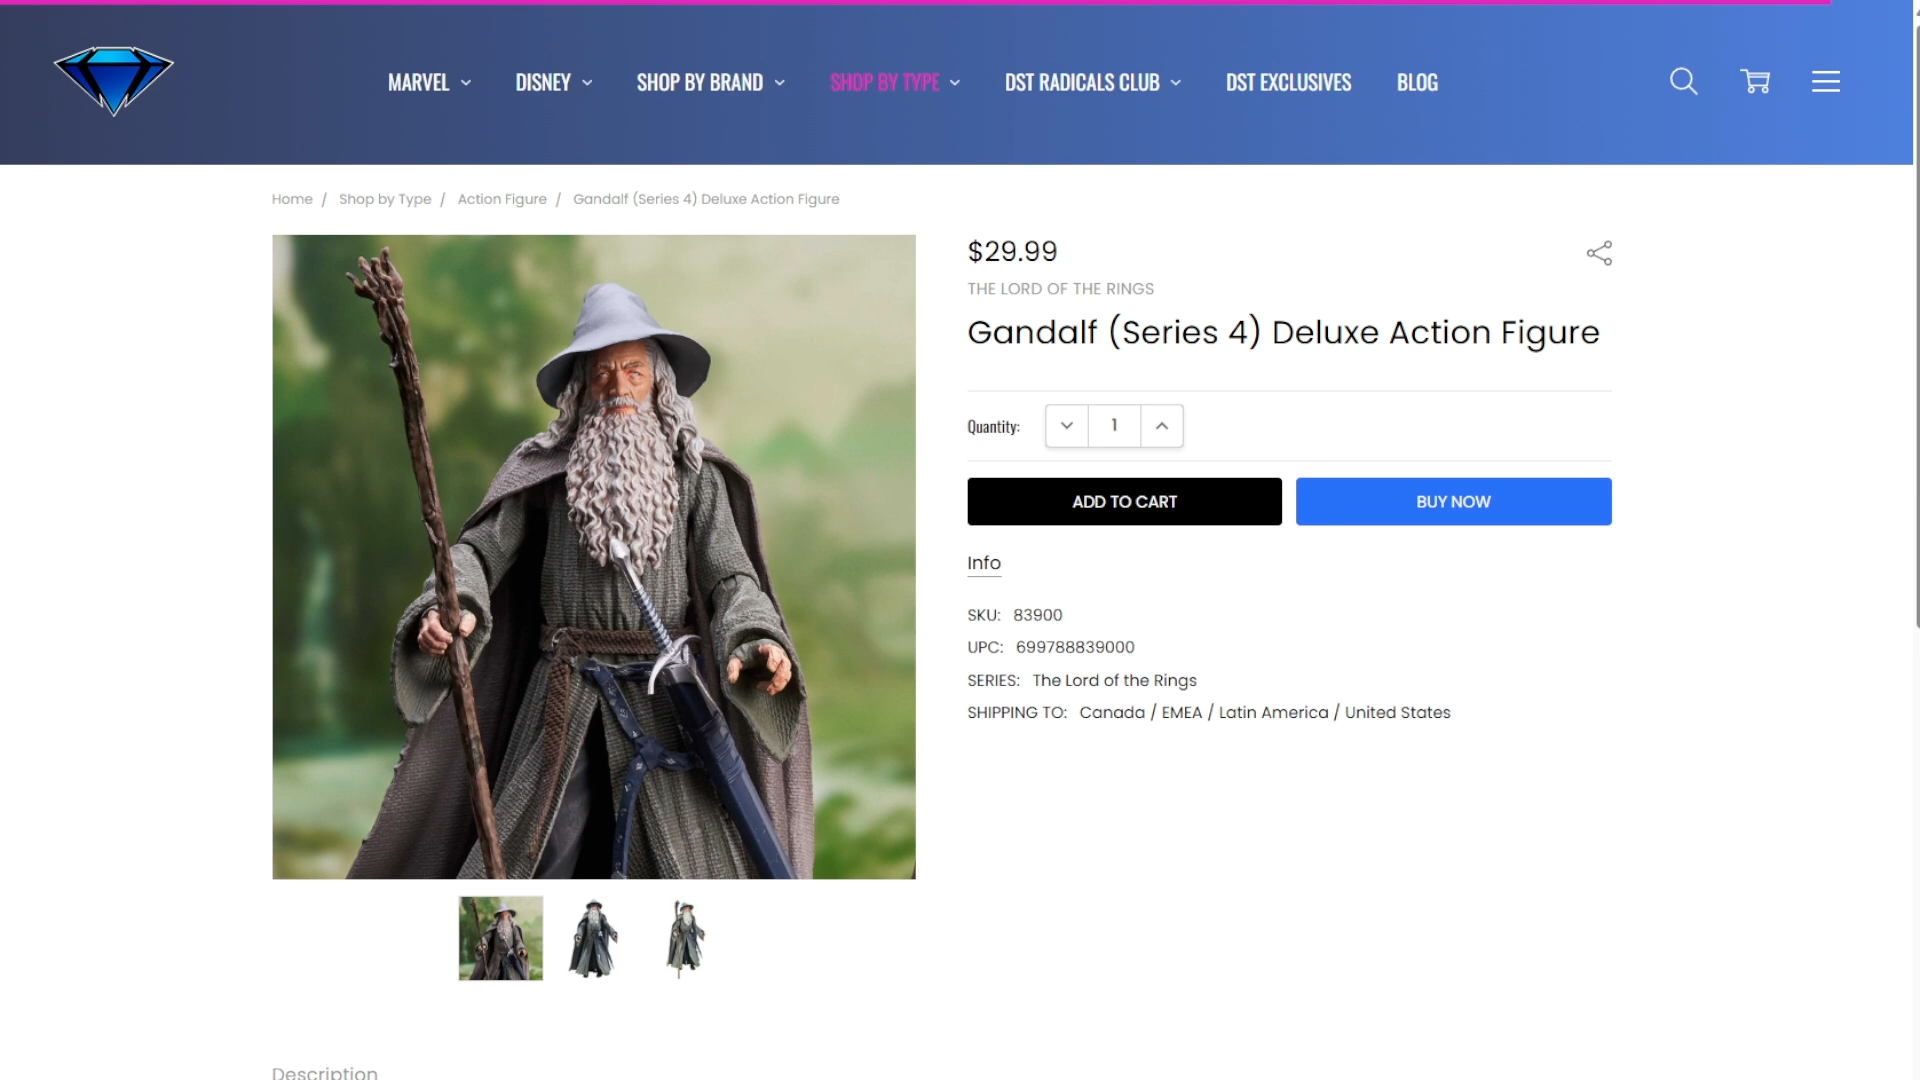 MARVEL DISNEY SHOP BY BRAND SHOP BY TYPE DST RADICALS CLUB DST EXCLUSIVES BLOG
Home / Shop by Type / Action Figure / Gandalf (Series 4) Deluxe Action Figure
$29.99
THE LORD OF THE RINGS
Gandalf (Series 4) Deluxe Action Figure
Quantity: 1
ADD TO CART BUY NOW
Info
SKU: 83900
UPC: 699788839000
SERIES: The Lord of the Rings
SHIPPING TO: Canada / EMEA / Latin America / United States
Description